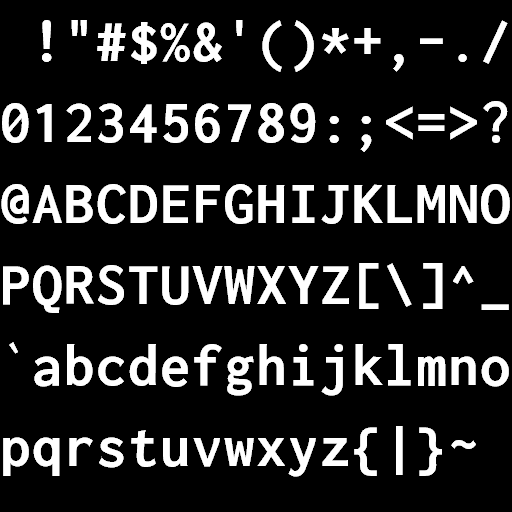 !"#$%&'()*+,-./
0123456789:;<=>?
@ABCDEFGHIJKLMNO
PQRSTUVWXYZ[\]^_
`abcdefghijklmno
pqrstuvwxyz{|}~